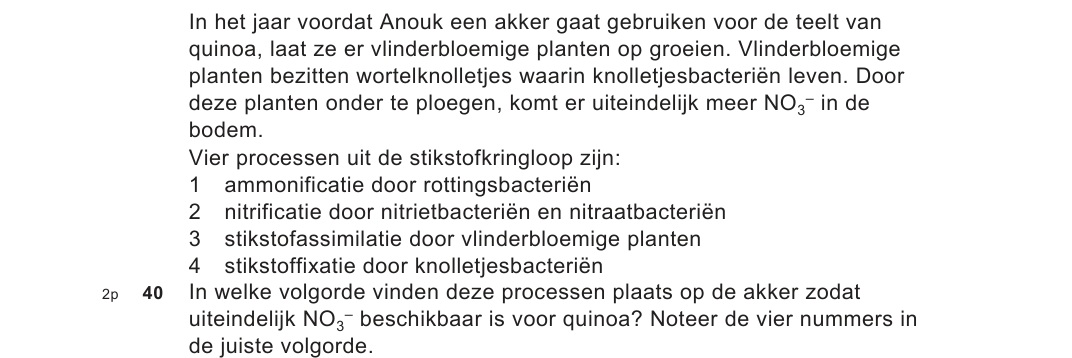 In het jaar voordat Anouk een akker gaat gebruiken voor de teelt van
quinoa, laat ze er vlinderbloemige planten op groeien. Vlinderbloemige
planten bezitten wortelknolletjes waarin knolletjesbacteriën leven. Door
deze planten onder te ploegen, komt er uiteindelijk meer NO₃⁻ in de
bodem.
Vier processen uit de stikstofkringloop zijn:
1 ammonificatie door rottingsbacteriën
2 nitrificatie door nitrietbacteriën en nitraatbacteriën
3 stikstofassimilatie door vlinderbloemige planten
4 stikstoffixatie door knolletjesbacteriën
2p 40 In welke volgorde vinden deze processen plaats op de akker zodat
uiteindelijk NO₃⁻ beschikbaar is voor quinoa? Noteer de vier nummers in
de juiste volgorde.